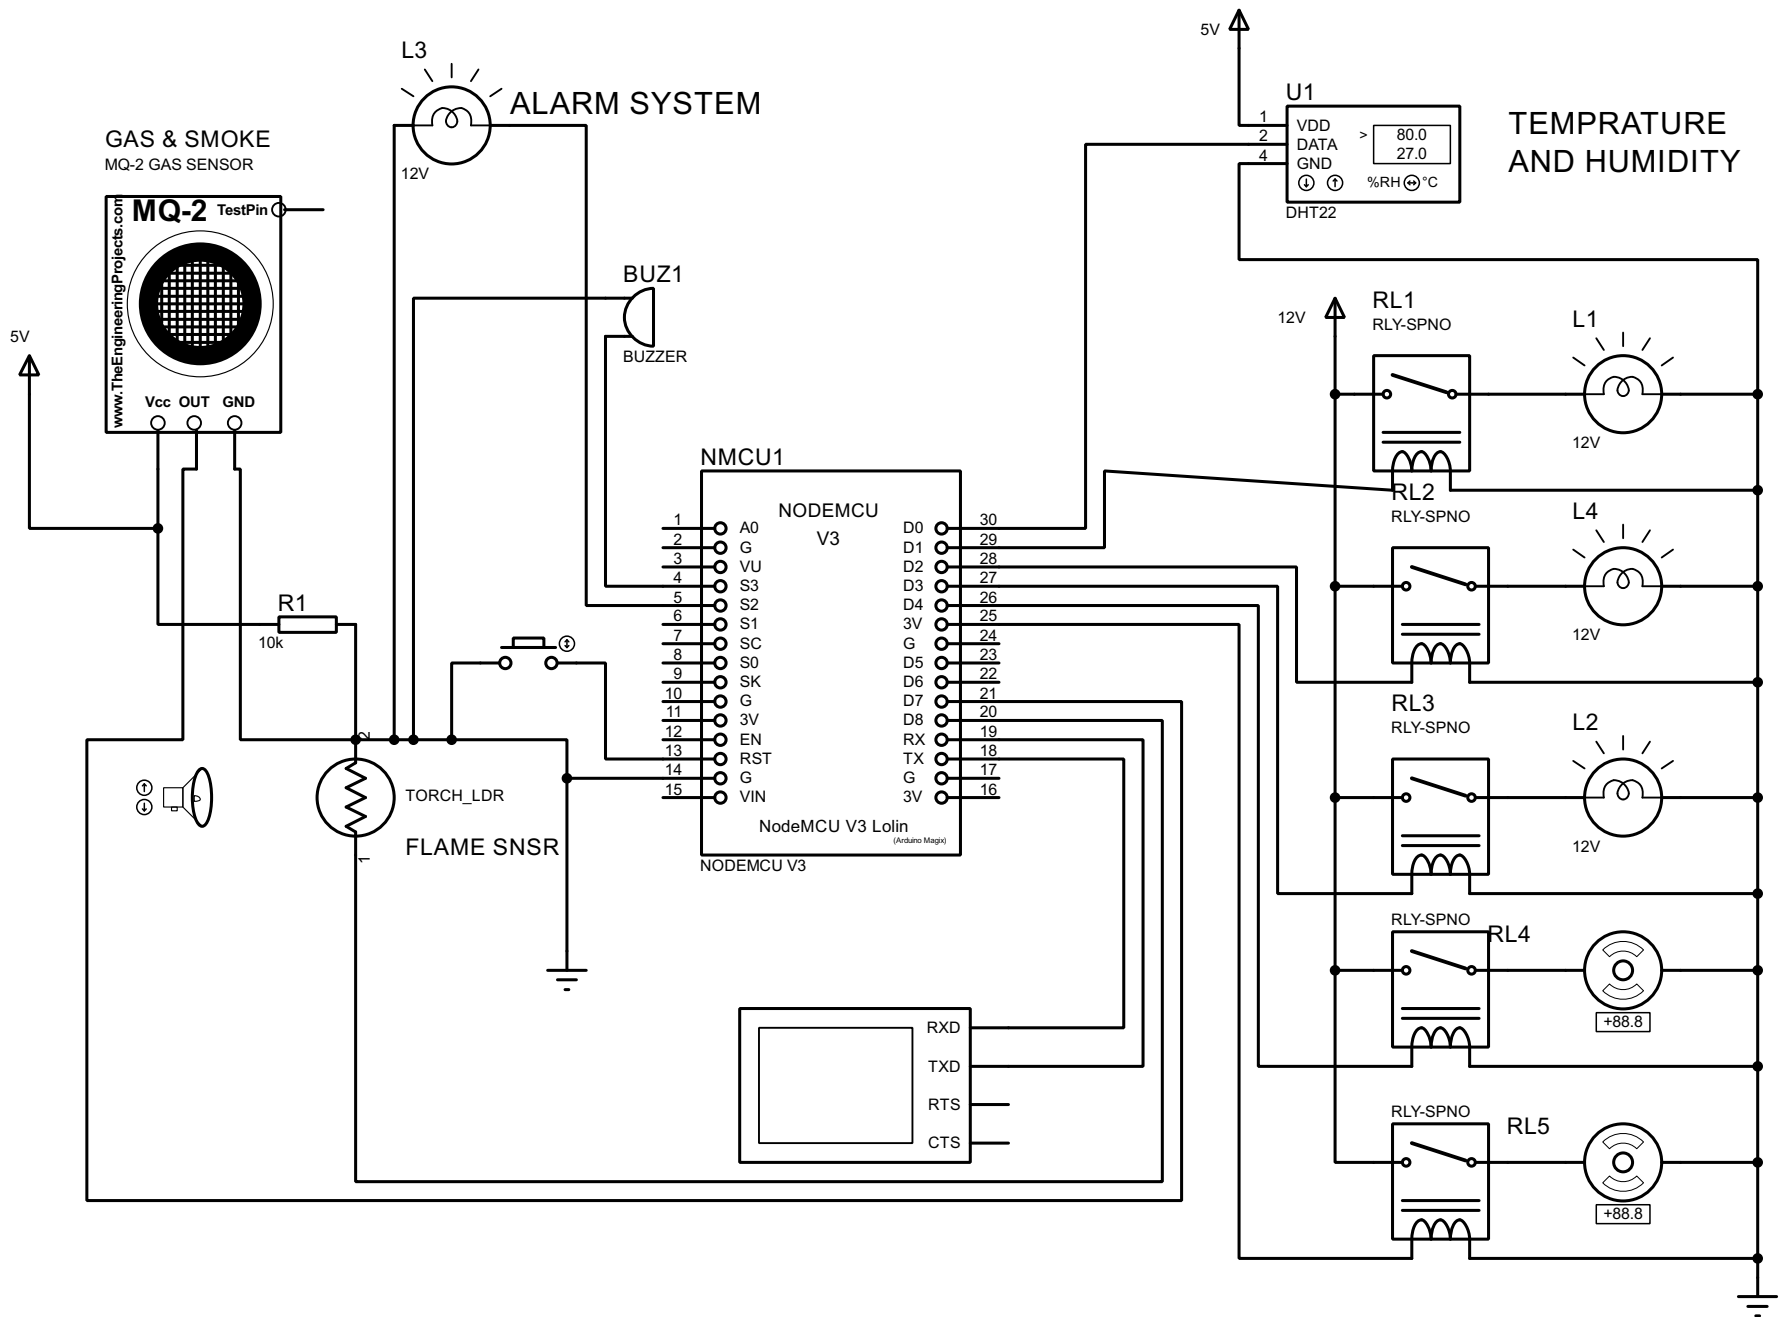 L3
ALARM SYSTEM
12V
GAS & SMOKE
MQ-2 GAS SENSOR
MQ-2 TestPin
www.TheEngineeringProjects.com
Vcc OUT GND
5V
BUZ1
BUZZER
R1
10k
2
1
TORCH_LDR
FLAME SNSR
NMCU1
NODEMCU
V3
1 A0
2 G
3 VU
4 S3
5 S2
6 S1
7 SC
8 S0
9 SK
10 G
11 3V
12 EN
13 RST
14 G
15 VIN
D0 30
D1 29
D2 28
D3 27
D4 26
3V 25
G 24
D5 23
D6 22
D7 21
D8 20
RX 19
TX 18
G 17
3V 16
NodeMCU V3 Lolin
(Arduino Magix)
NODEMCU V3
RXD
TXD
RTS
CTS
5V
U1
1 VDD
2 DATA
4 GND
> 80.0
27.0
%RH °C
DHT22
TEMPRATURE
AND HUMIDITY
12V
RL1
RLY-SPNO
L1
12V
RL2
RLY-SPNO
L4
12V
RL3
RLY-SPNO
L2
12V
RLY-SPNO
RL4
+88.8
RLY-SPNO
RL5
+88.8